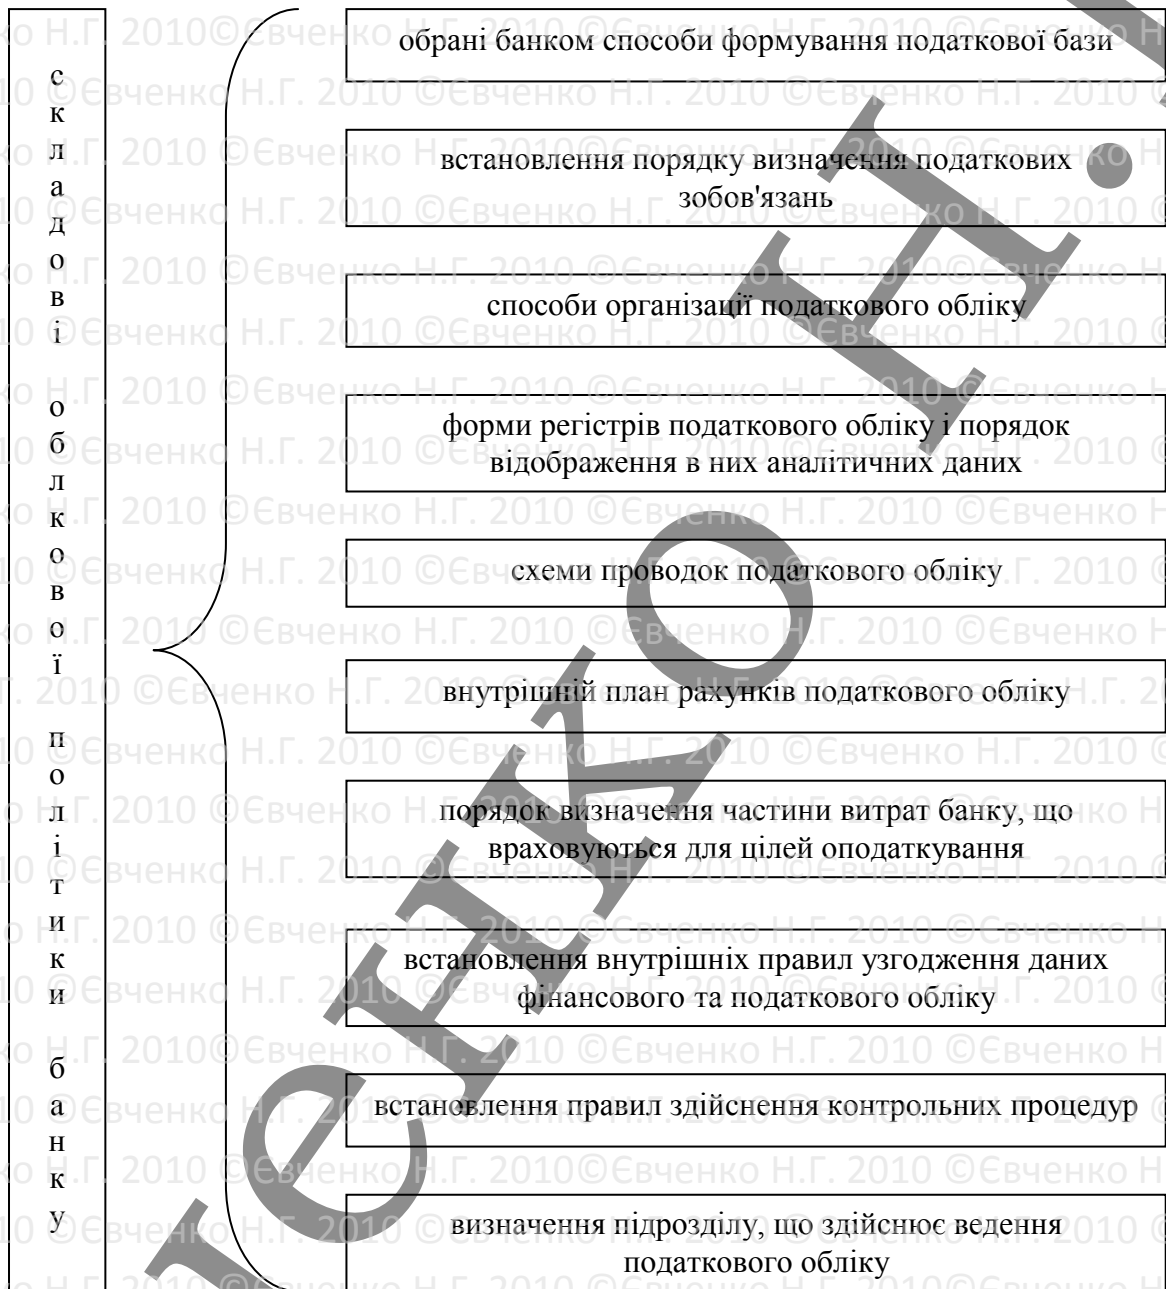 складові облікової політики банку
обрані банком способи формування податкової бази
встановлення порядку визначення податкових
зобов'язань
способи організації податкового обліку
форми регістрів податкового обліку і порядок
відображення в них аналітичних даних
схеми проводок податкового обліку
внутрішній план рахунків податкового обліку
порядок визначення частини витрат банку, що
враховуються для цілей оподаткування
встановлення внутрішніх правил узгодження даних
фінансового та податкового обліку
встановлення правил здійснення контрольних процедур
визначення підрозділу, що здійснює ведення
податкового обліку
©Євченко Н.Г. 2010